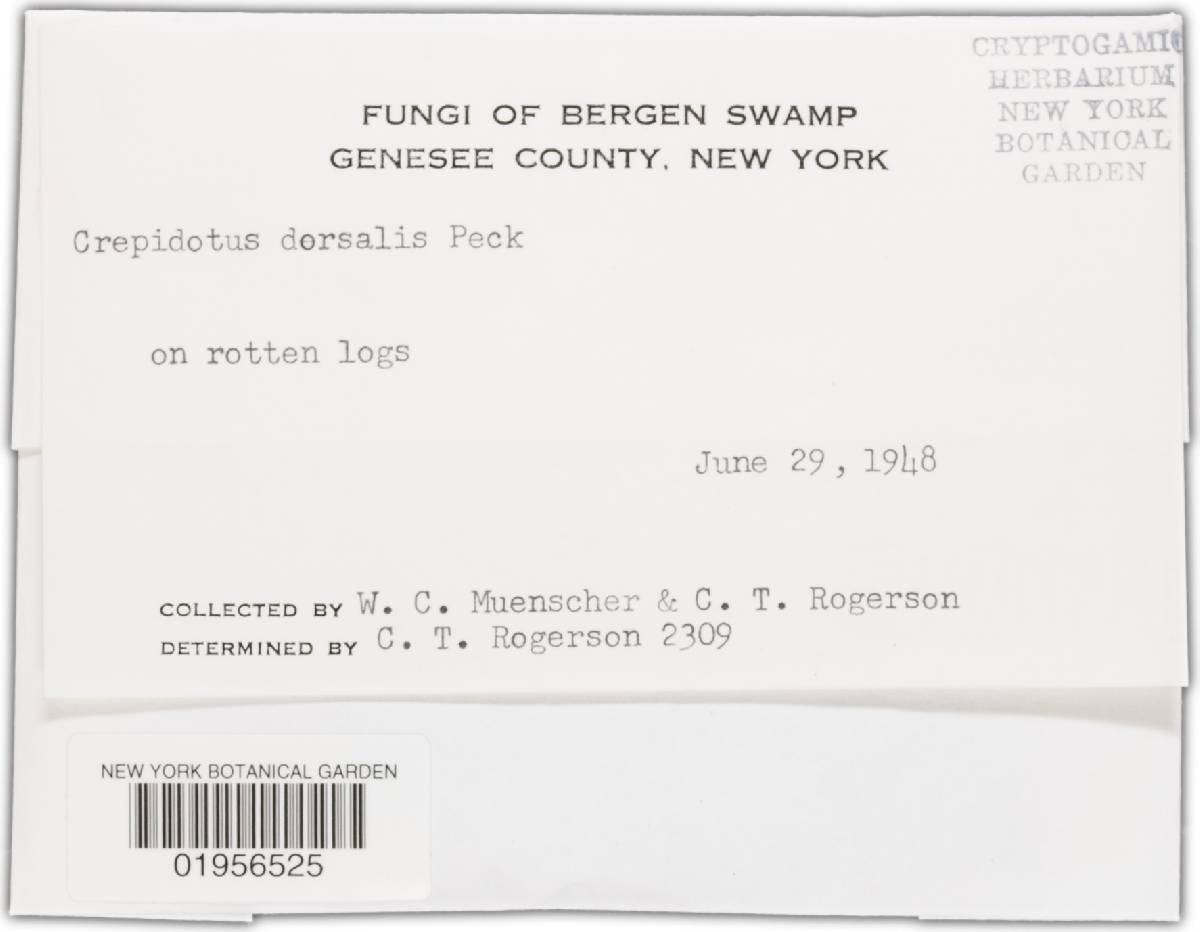 CRYPTOGAMIC
HERBARIUM
NEW YORK
BOTANICAL
GARDEN
FUNGI OF BERGEN SWAMP
GENESEE COUNTY, NEW YORK
Crepidotus dorsalis Peck
on rotten logs
June 29, 1948
COLLECTED BY W. C. Muenscher & C. T. Rogerson
DETERMINED BY C. T. Rogerson 2309
NEW YORK BOTANICAL GARDEN
01956525